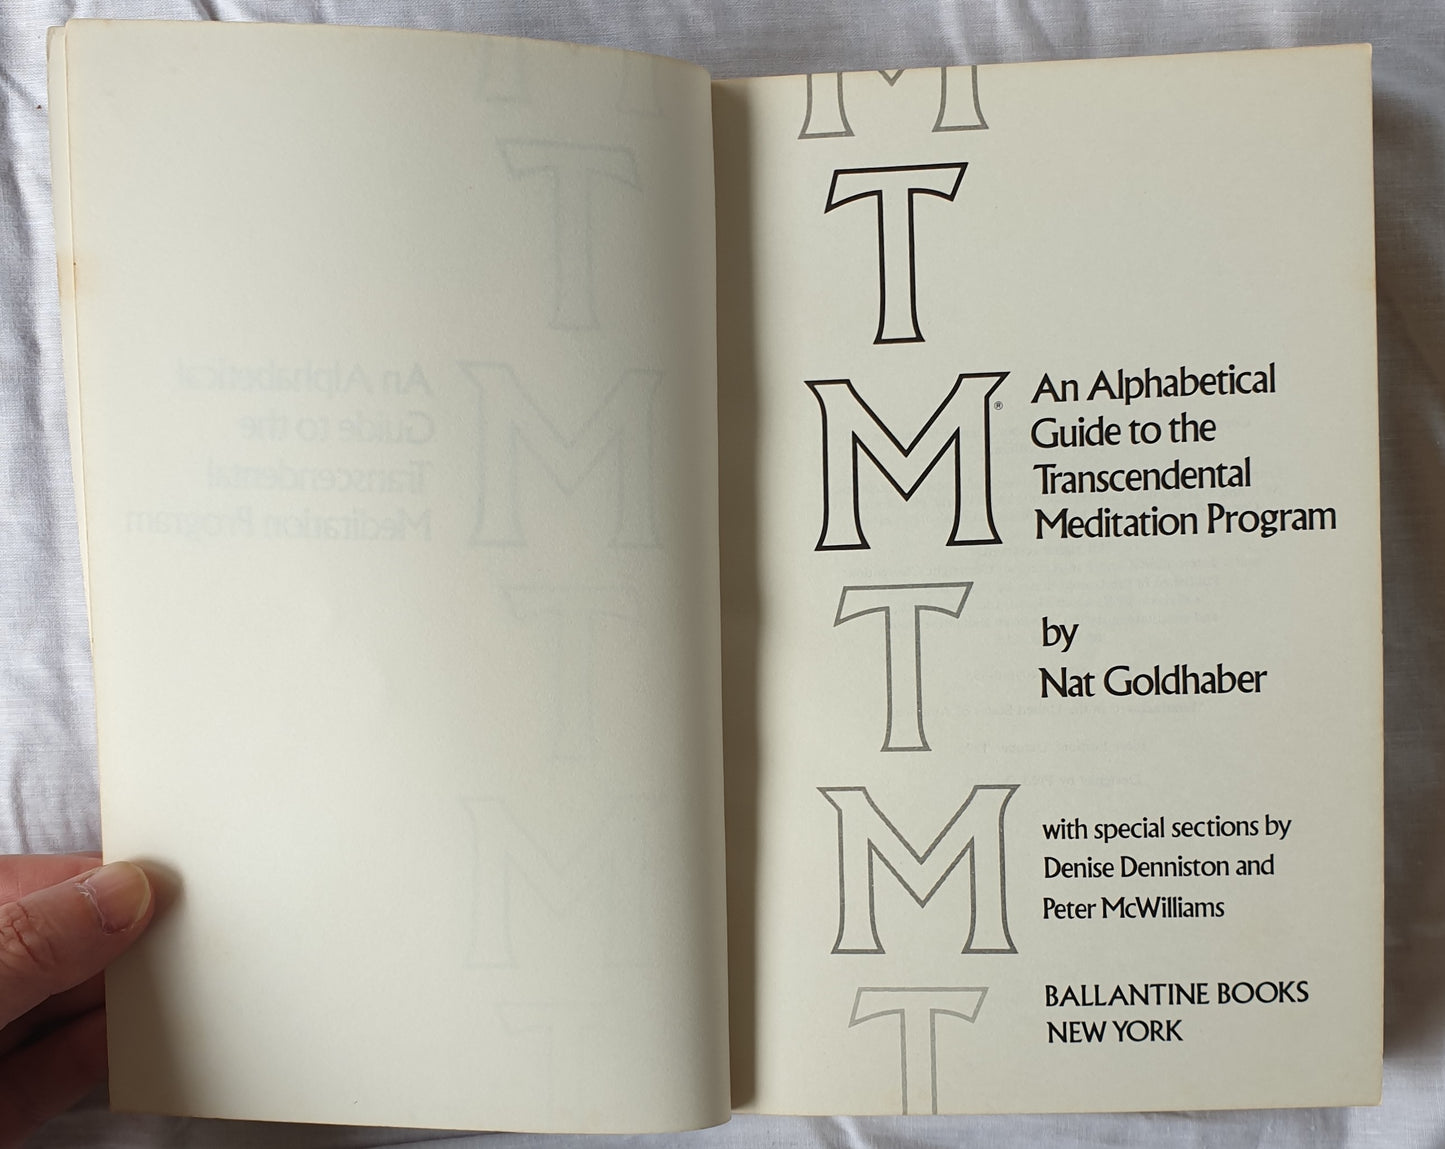 M
T
M®
An Alphabetical
Guide to the
Transcendental
Meditation Program
T
by
Nat Goldhaber
M
with special sections by
Denise Denniston and
Peter McWilliams
T
BALLANTINE BOOKS
NEW YORK